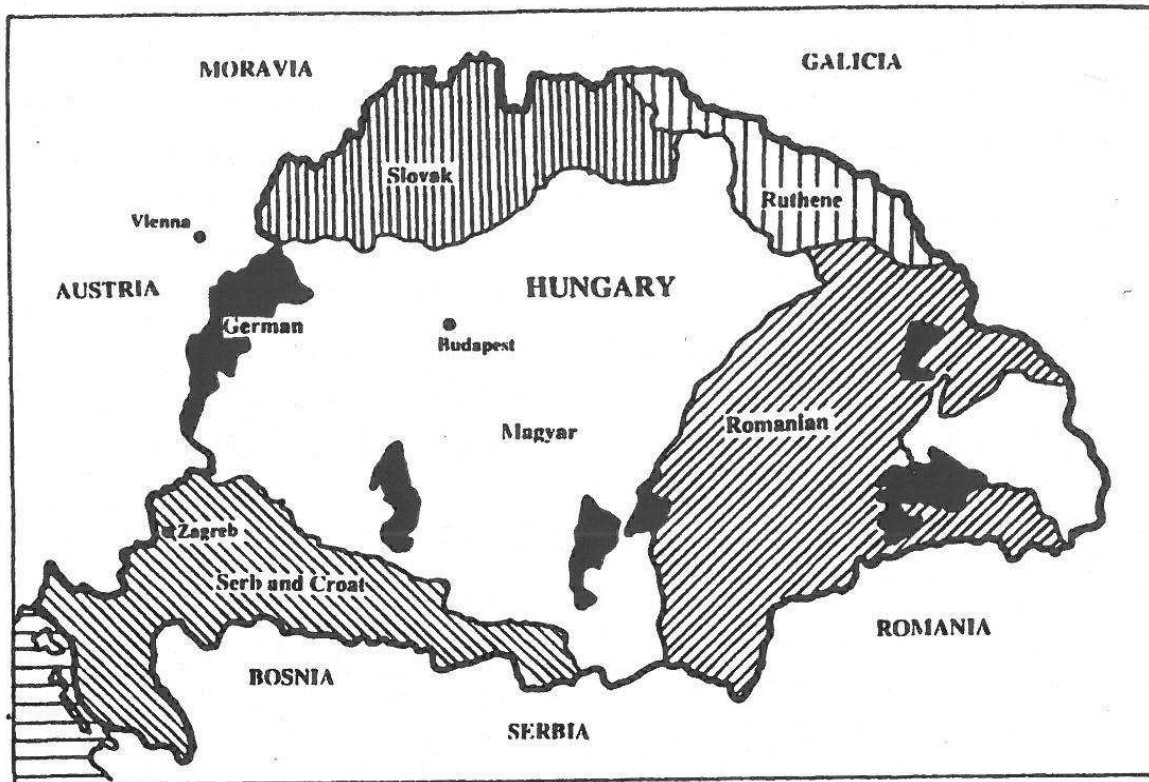 MORAVIA
GALICIA
Slovak
Ruthene
Vienna
AUSTRIA
HUNGARY
German
Budapest
Magyar
Romanian
Zagreb
Serb and Croat
ROMANIA
BOSNIA
SERBIA